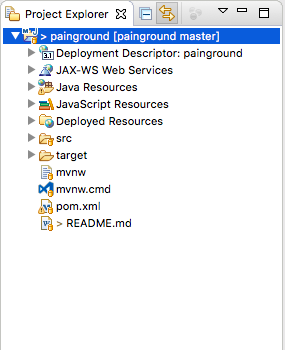 Project Explorer
> painground [painground master]
Deployment Descriptor: painground
JAX-WS Web Services
Java Resources
JavaScript Resources
Deployed Resources
src
target
mvnw
mvnw.cmd
pom.xml
> README.md